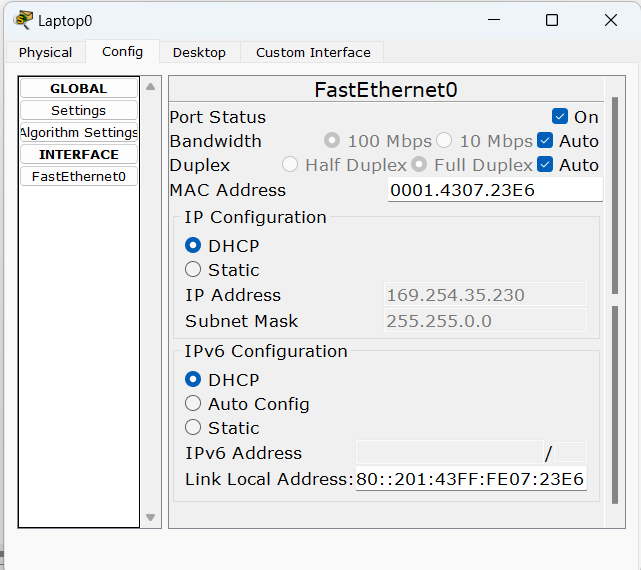 Laptop0
Physical Config Desktop Custom Interface
GLOBAL
Settings
Algorithm Settings
INTERFACE
FastEthernet0
FastEthernet0
Port Status On
Bandwidth 100 Mbps 10 Mbps Auto
Duplex Half Duplex Full Duplex Auto
MAC Address 0001.4307.23E6
IP Configuration
DHCP
Static
IP Address 169.254.35.230
Subnet Mask 255.255.0.0
IPv6 Configuration
DHCP
Auto Config
Static
IPv6 Address /
Link Local Address: 80::201:43FF:FE07:23E6